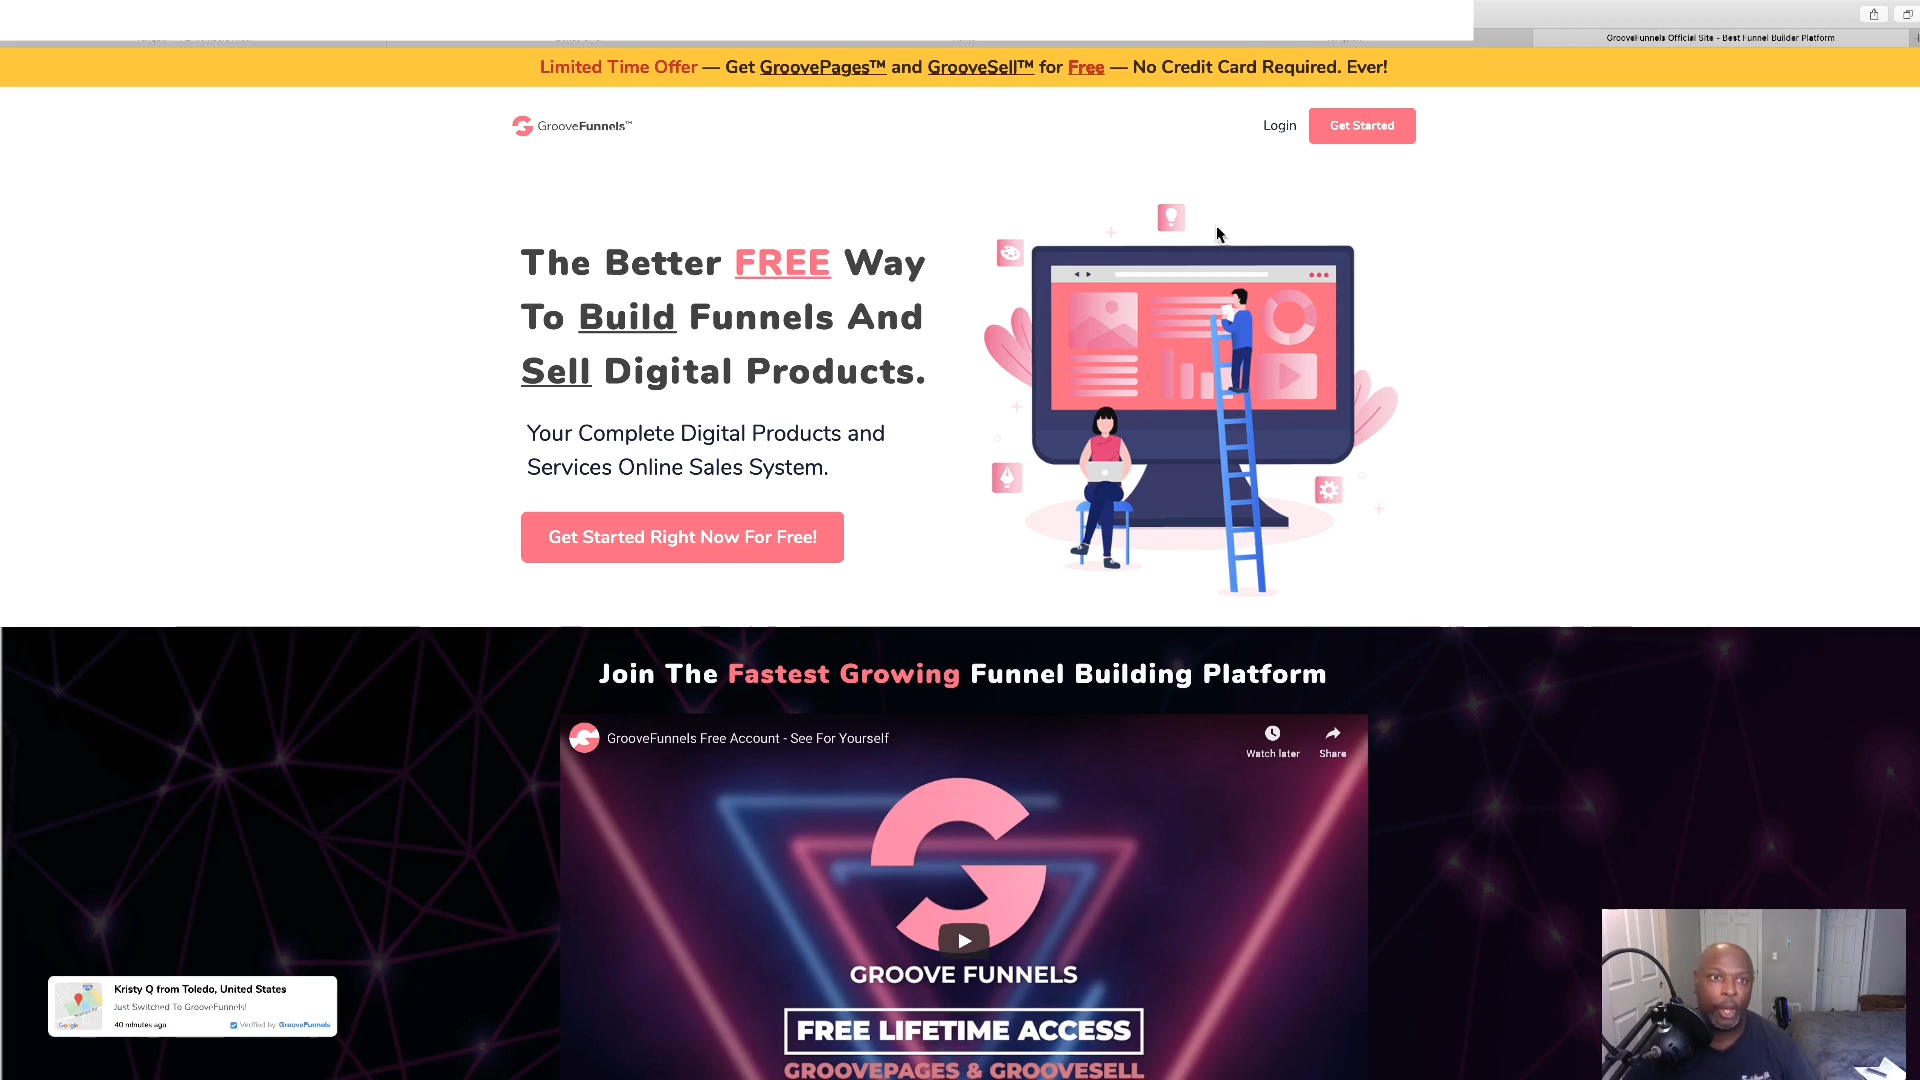 GrooveFunnels Official Site - Best Funnel Builder Platform
Limited Time Offer — Get GroovePages™ and GrooveSell™ for Free — No Credit Card Required. Ever!
GrooveFunnels™
Login
Get Started
The Better FREE Way
To Build Funnels And
Sell Digital Products.
Your Complete Digital Products and
Services Online Sales System.
Get Started Right Now For Free!
Join The Fastest Growing Funnel Building Platform
GrooveFunnels Free Account - See For Yourself
Watch later
Share
GROOVE FUNNELS
FREE LIFETIME ACCESS
GROOVEPAGES & GROOVESELL
Kristy Q from Toledo, United States
Just Switched To GrooveFunnels!
40 minutes ago
Verified by GrooveFunnels
Google